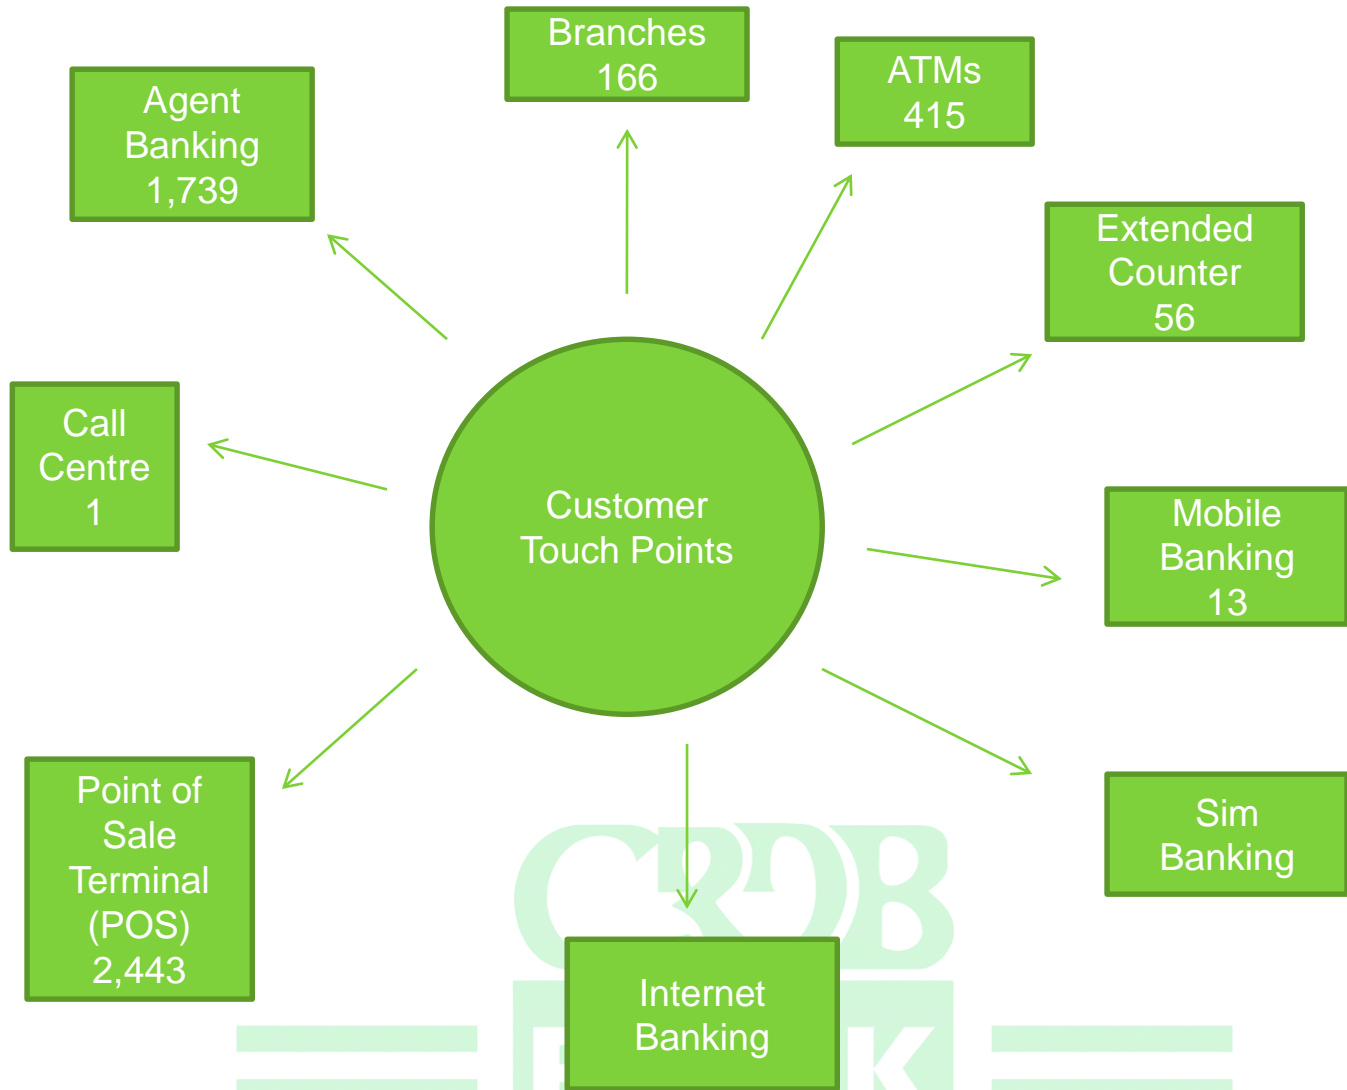 Branches
166
ATMs
415
Agent
Banking
1,739
Extended
Counter
56
Call
Centre
1
Customer
Touch Points
Mobile
Banking
13
Point of
Sale
Terminal
(POS)
2,443
Sim
Banking
CRDB
Internet
Banking